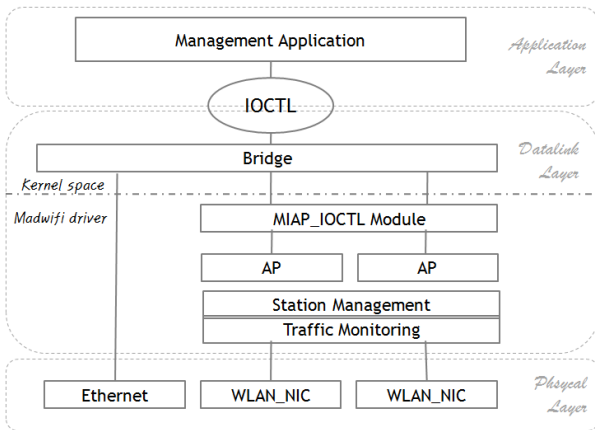 Management Application
Application
Layer
IOCTL
Bridge
Datalink
Layer
Kernel space
Madwifi driver
MIAP_IOCTL Module
AP AP
Station Management
Traffic Monitoring
Phsycal
Layer
Ethernet WLAN_NIC WLAN_NIC